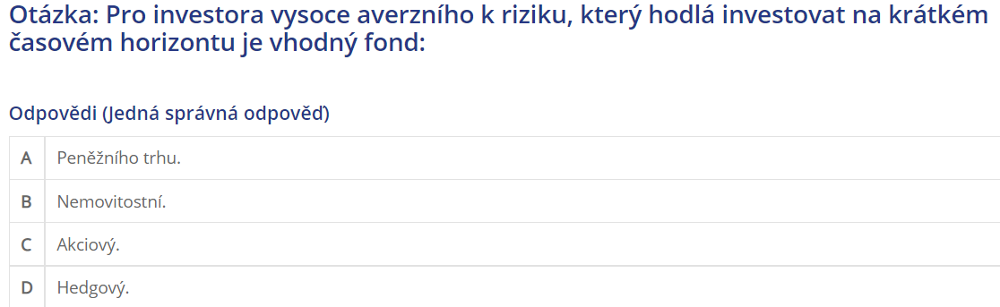 Otázka: Pro investora vysoce averzního k riziku, který hodlá investovat na krátkém
časovém horizontu je vhodný fond:
Odpovědi (Jedná správná odpověď)
A Peněžního trhu.
B Nemovitostní.
C Akciový.
D Hedgový.